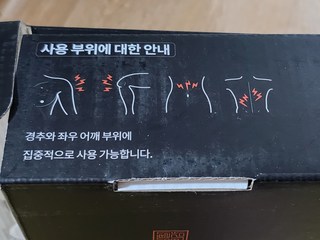 사용 부위에 대한 안내
경추와 좌우 어깨 부위에
집중적으로 사용 가능합니다.